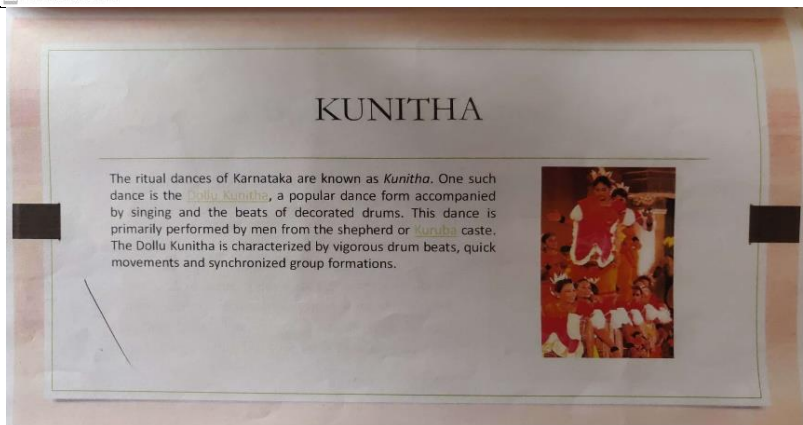 KUNITHA
The ritual dances of Karnataka are known as Kunitha. One such
dance is the Dollu Kunitha, a popular dance form accompanied
by singing and the beats of decorated drums. This dance is
primarily performed by men from the shepherd or Kuruba caste.
The Dollu Kunitha is characterized by vigorous drum beats, quick
movements and synchronized group formations.